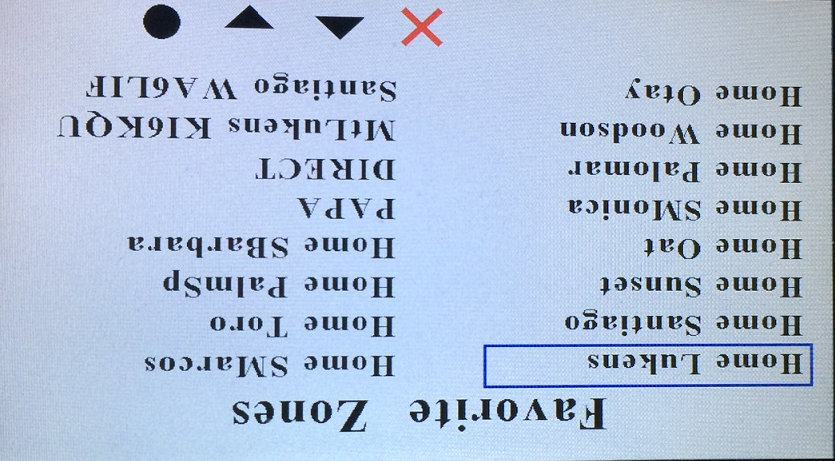 Favorite Zones
Home Lukens
Home Santiago
Home Sunset
Home Oat
Home SMonica
Home Palomar
Home Woodson
Home Otay
Home SMarcos
Home Toro
Home PalmSp
Home SBarbara
PAPA
DIRECT
MtLukens KI6KQU
Santiago WA6LIF